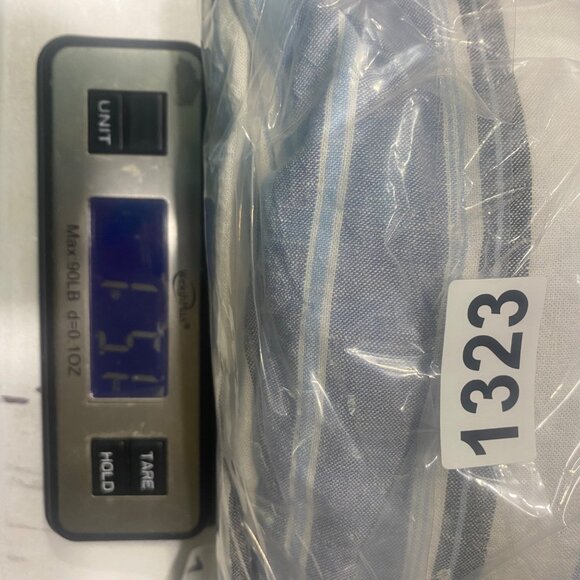 UNIT
Max 90LB d=0.1OZ
TARE
HOLD
1323